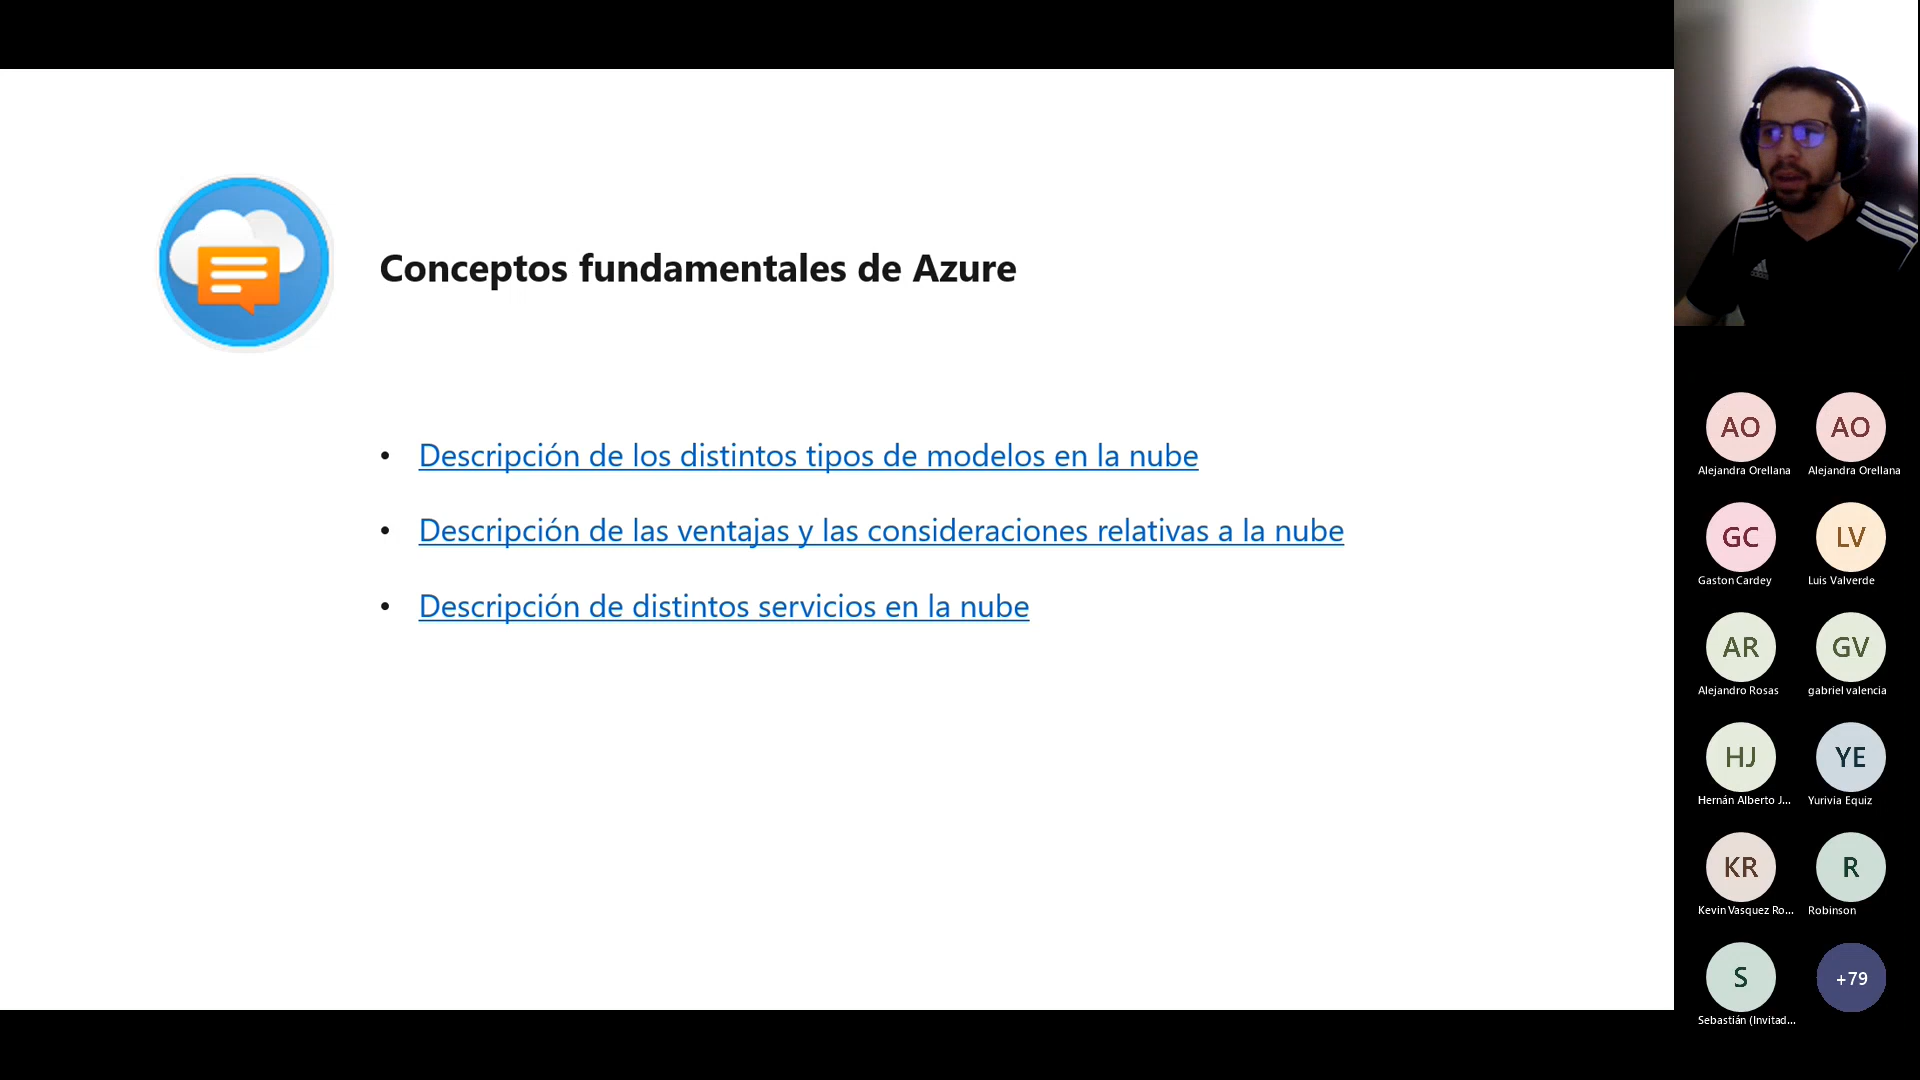 Conceptos fundamentales de Azure
• Descripción de los distintos tipos de modelos en la nube
• Descripción de las ventajas y las consideraciones relativas a la nube
• Descripción de distintos servicios en la nube
AO AO
Alejandra Orellana Alejandra Orellana
GC LV
Gaston Cardey Luis Valverde
AR GV
Alejandro Rosas gabriel valencia
HJ YE
Hernán Alberto J... Yurivia Equiz
KR R
Kevin Vasquez Ro... Robinson
S +79
Sebastián (Invitad...